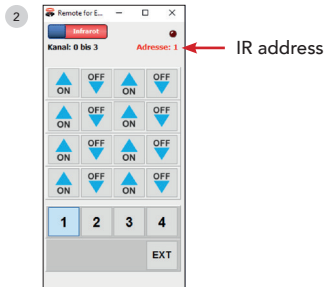 2
Remote for E...
Infrarot
Kanal: 0 bis 3 Adresse: 1
IR address
ON OFF ON OFF
ON OFF ON OFF
ON OFF ON OFF
ON OFF ON OFF
1 2 3 4
EXT